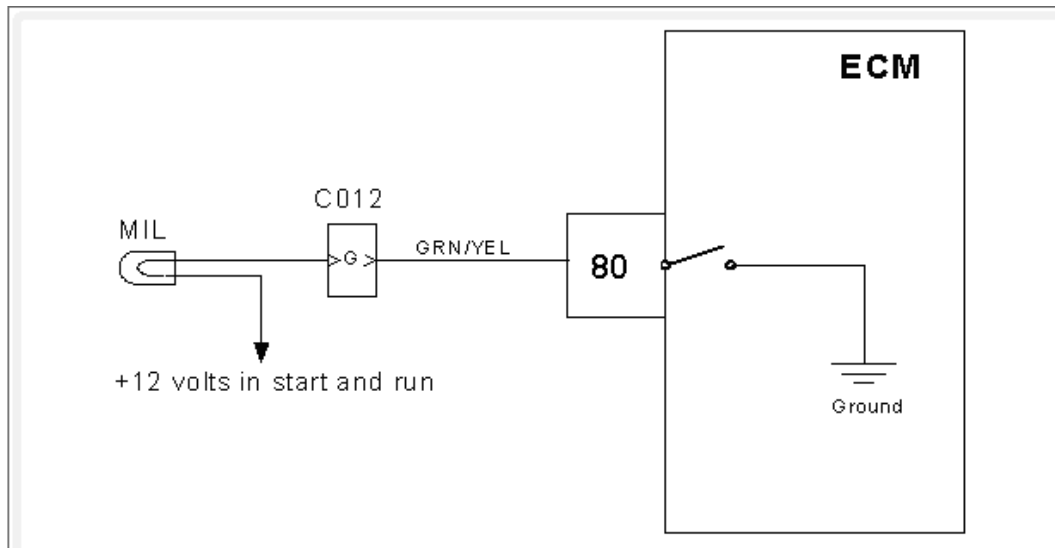 ECM
C012
MIL
>G>
GRN/YEL
80
+12 volts in start and run
Ground